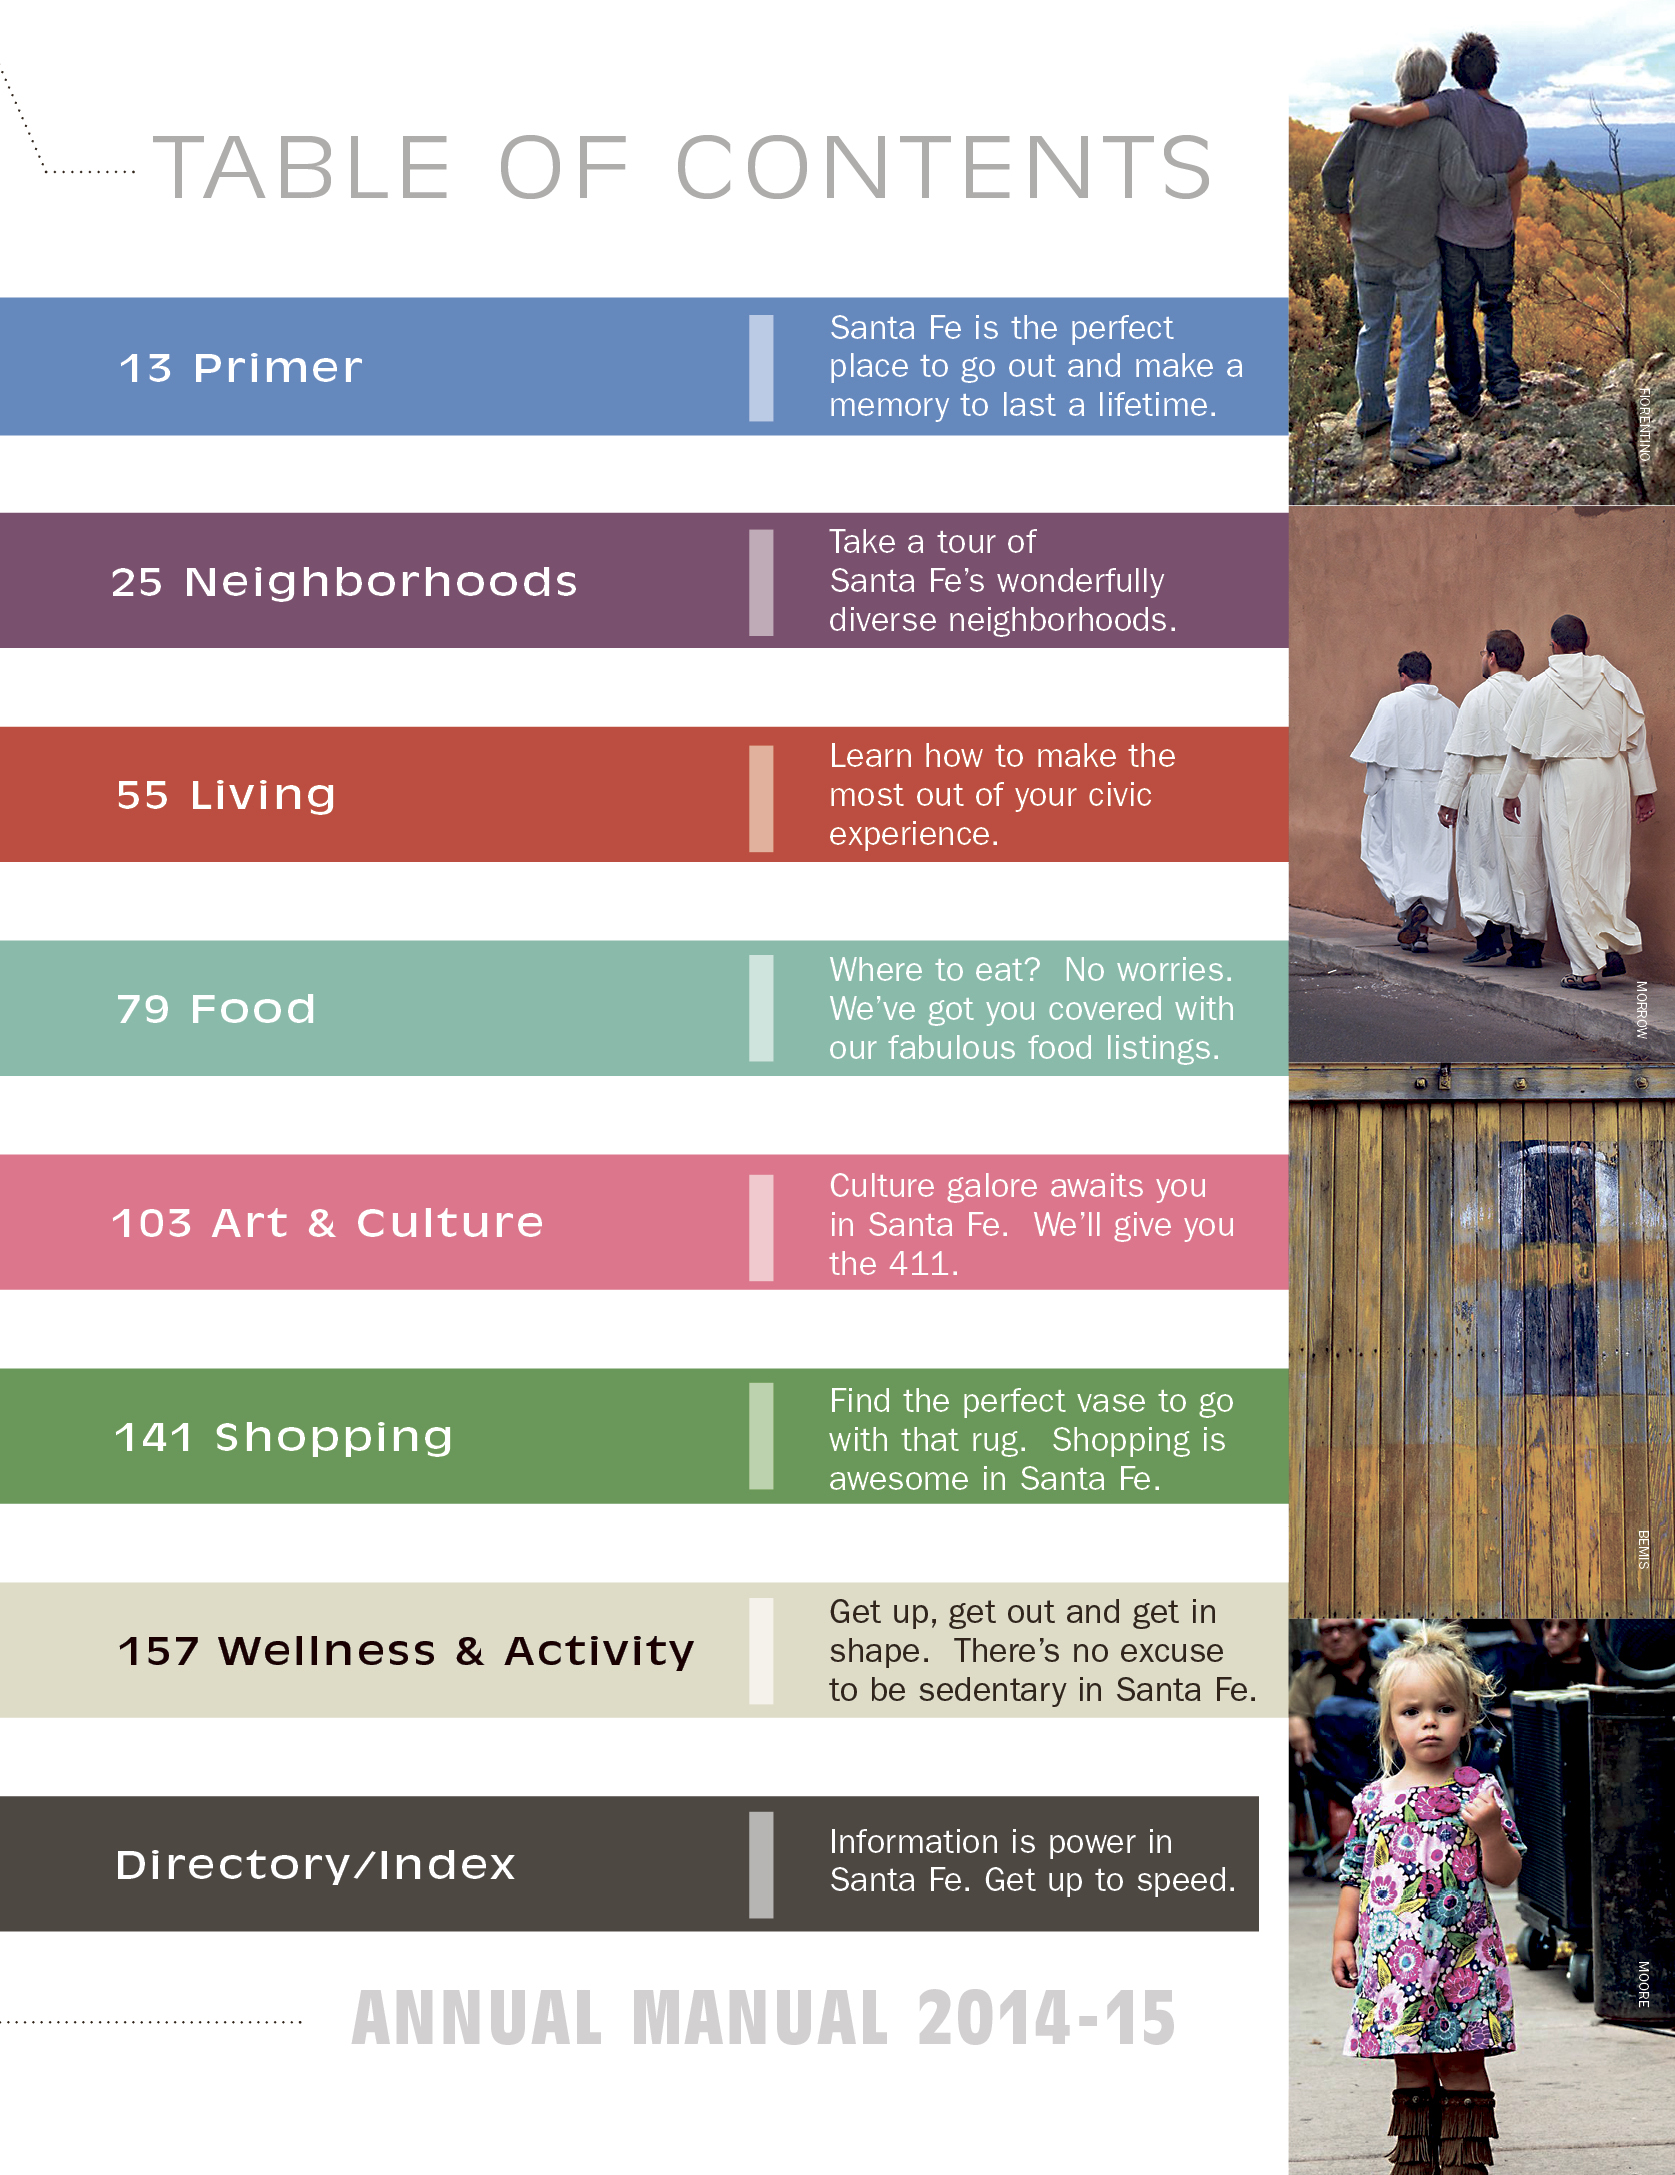 TABLE OF CONTENTS
13 Primer
Santa Fe is the perfect
place to go out and make a
memory to last a lifetime.
25 Neighborhoods
Take a tour of
Santa Fe’s wonderfully
diverse neighborhoods.
55 Living
Learn how to make the
most out of your civic
experience.
79 Food
Where to eat?  No worries.
We’ve got you covered with
our fabulous food listings.
103 Art & Culture
Culture galore awaits you
in Santa Fe.  We’ll give you
the 411.
141 Shopping
Find the perfect vase to go
with that rug.  Shopping is
awesome in Santa Fe.
157 Wellness & Activity
Get up, get out and get in
shape.  There’s no excuse
to be sedentary in Santa Fe.
Directory/Index
Information is power in
Santa Fe. Get up to speed.
ANNUAL MANUAL 2014-15
FIORENTINO
MORROW
BEMIS
MOORE